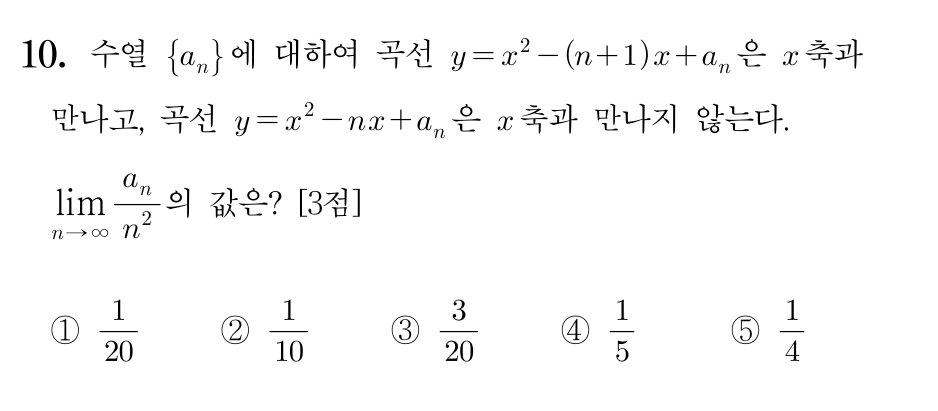 10. 수열 {aₙ}에 대하여 곡선 y=x²−(n+1)x+aₙ은 x축과
만나고, 곡선 y=x²−nx+aₙ은 x축과 만나지 않는다.
lim(n→∞) aₙ/n²의 값은? [3점]
① 1/20 ② 1/10 ③ 3/20 ④ 1/5 ⑤ 1/4